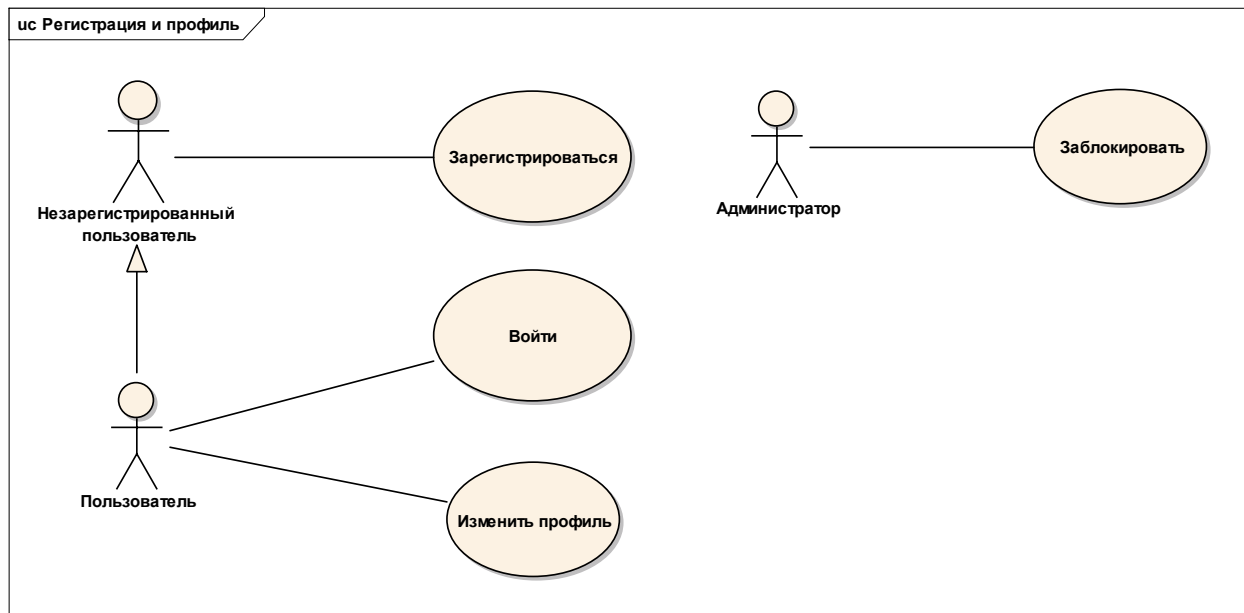 uc Регистрация и профиль
Зарегистрироваться
Незарегистрированный
пользователь
Войти
Пользователь
Изменить профиль
Администратор
Заблокировать